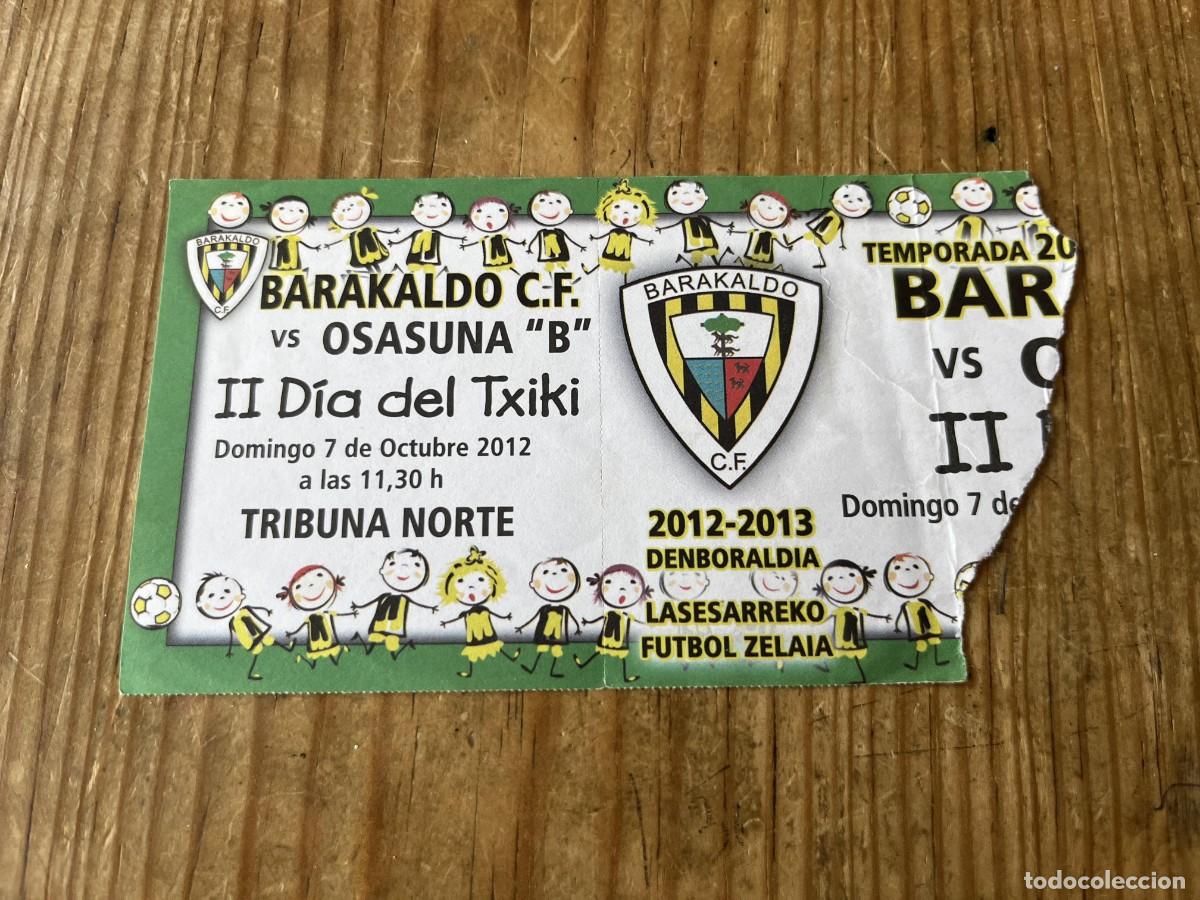 BARAKALDO
C.F.
BARAKALDO C.F.
vs OSASUNA "B"
II Día del Txiki
Domingo 7 de Octubre 2012
a las 11,30 h
TRIBUNA NORTE
BARAKALDO
C.F.
2012-2013
DENBORALDIA
LASESARREKO
FUTBOL ZELAIA
TEMPORADA 20
BAR
vs
II
Domingo 7 de
todocoleccion